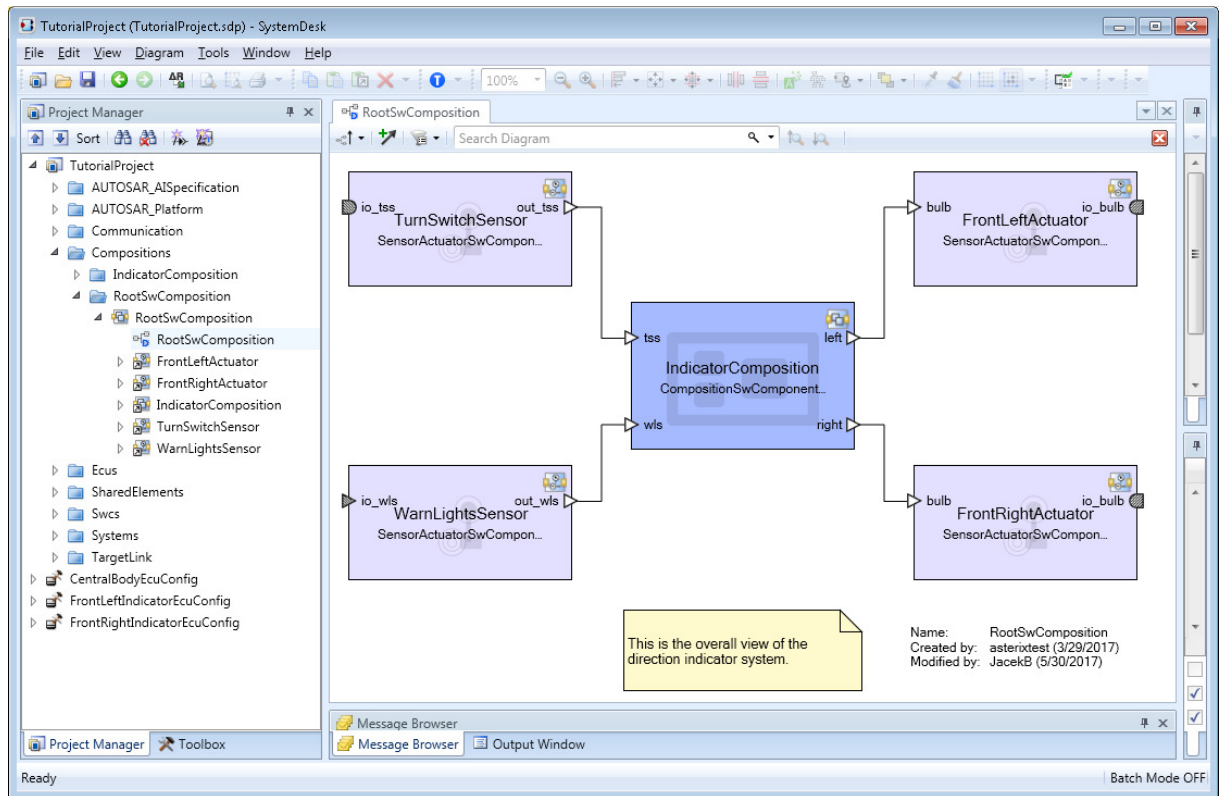 TutorialProject (TutorialProject.sdp) - SystemDesk
File Edit View Diagram Tools Window Help
100%
Project Manager
Sort
TutorialProject
AUTOSAR_AISpecification
AUTOSAR_Platform
Communication
Compositions
IndicatorComposition
RootSwComposition
RootSwComposition
RootSwComposition
FrontLeftActuator
FrontRightActuator
IndicatorComposition
TurnSwitchSensor
WarnLightsSensor
Ecus
SharedElements
Swcs
Systems
TargetLink
CentralBodyEcuConfig
FrontLeftIndicatorEcuConfig
FrontRightIndicatorEcuConfig
Project Manager Toolbox
RootSwComposition
Search Diagram
io_tss out_tss
TurnSwitchSensor
SensorActuatorSwCompon...
bulb io_bulb
FrontLeftActuator
SensorActuatorSwCompon...
tss left
IndicatorComposition
CompositionSwComponent...
wls right
io_wls out_wls
WarnLightsSensor
SensorActuatorSwCompon...
bulb io_bulb
FrontRightActuator
SensorActuatorSwCompon...
This is the overall view of the
direction indicator system.
Name: RootSwComposition
Created by: asterixtest (3/29/2017)
Modified by: JacekB (5/30/2017)
Message Browser
Message Browser Output Window
Ready Batch Mode OFF